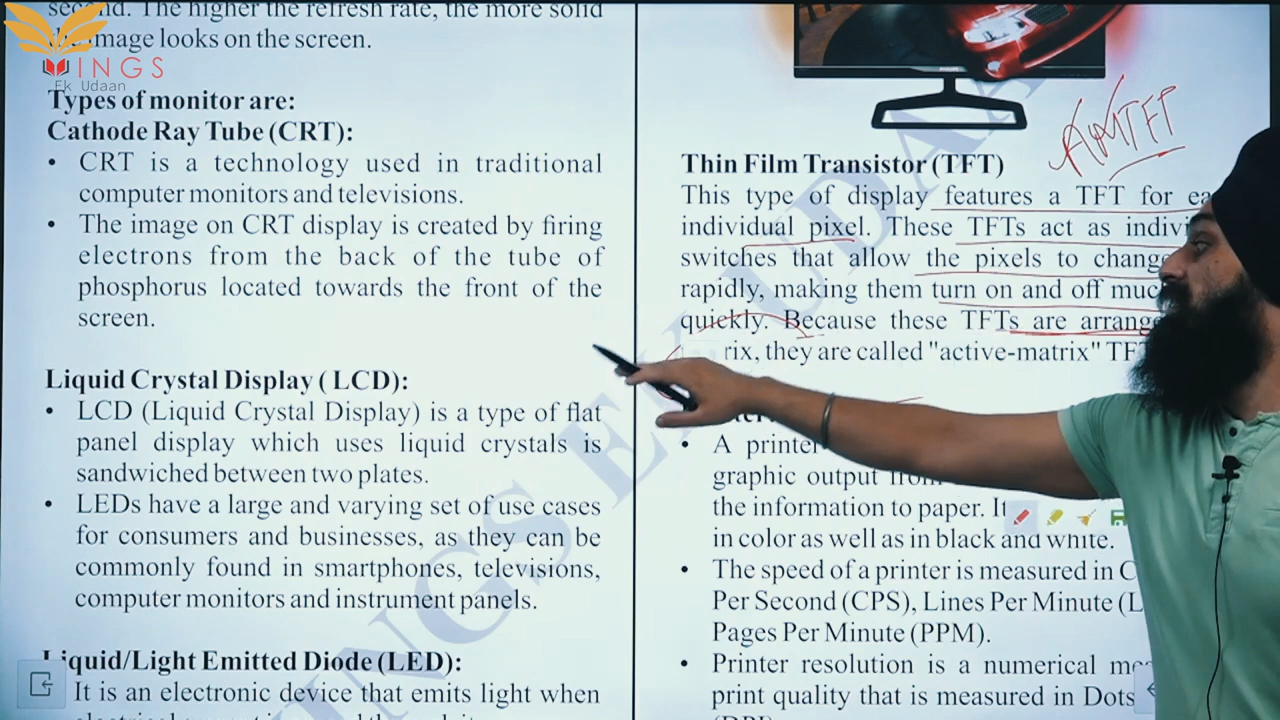 second. The higher the refresh rate, the more solid
image looks on the screen.
INGS
Ek Udaan
Types of monitor are:
Cathode Ray Tube (CRT):
• CRT is a technology used in traditional
computer monitors and televisions.
• The image on CRT display is created by firing
electrons from the back of the tube of
phosphorus located towards the front of the
screen.
Liquid Crystal Display ( LCD):
• LCD (Liquid Crystal Display) is a type of flat
panel display which uses liquid crystals is
sandwiched between two plates.
• LEDs have a large and varying set of use cases
for consumers and businesses, as they can be
commonly found in smartphones, televisions,
computer monitors and instrument panels.
Liquid/Light Emitted Diode (LED):
It is an electronic device that emits light when
TFT
Thin Film Transistor (TFT)
This type of display features a TFT for ea
individual pixel. These TFTs act as indivi
switches that allow the pixels to chang
rapidly, making them turn on and off muc
quickly. Because these TFTs are arrange
rix, they are called "active-matrix" TFT
• A printer
graphic output from
the information to paper. It
in color as well as in black and white.
• The speed of a printer is measured in C
Per Second (CPS), Lines Per Minute (L
Pages Per Minute (PPM).
• Printer resolution is a numerical me
print quality that is measured in Dots
(DPI)
WINGS EK UDAA